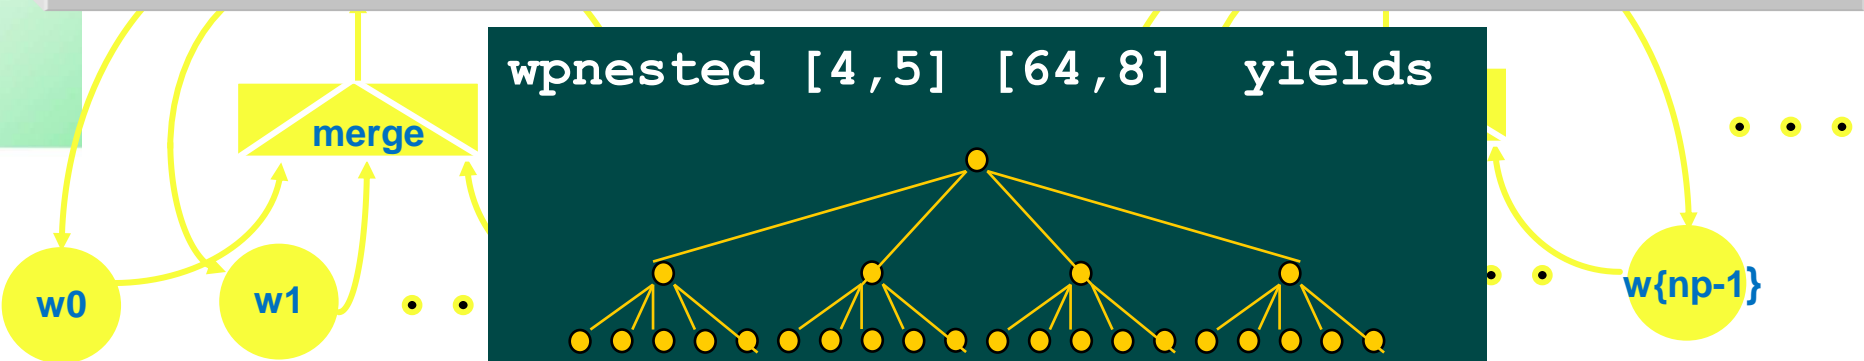 wpnested [4,5] [64,8] yields
merge
w0
w1
w{np-1}